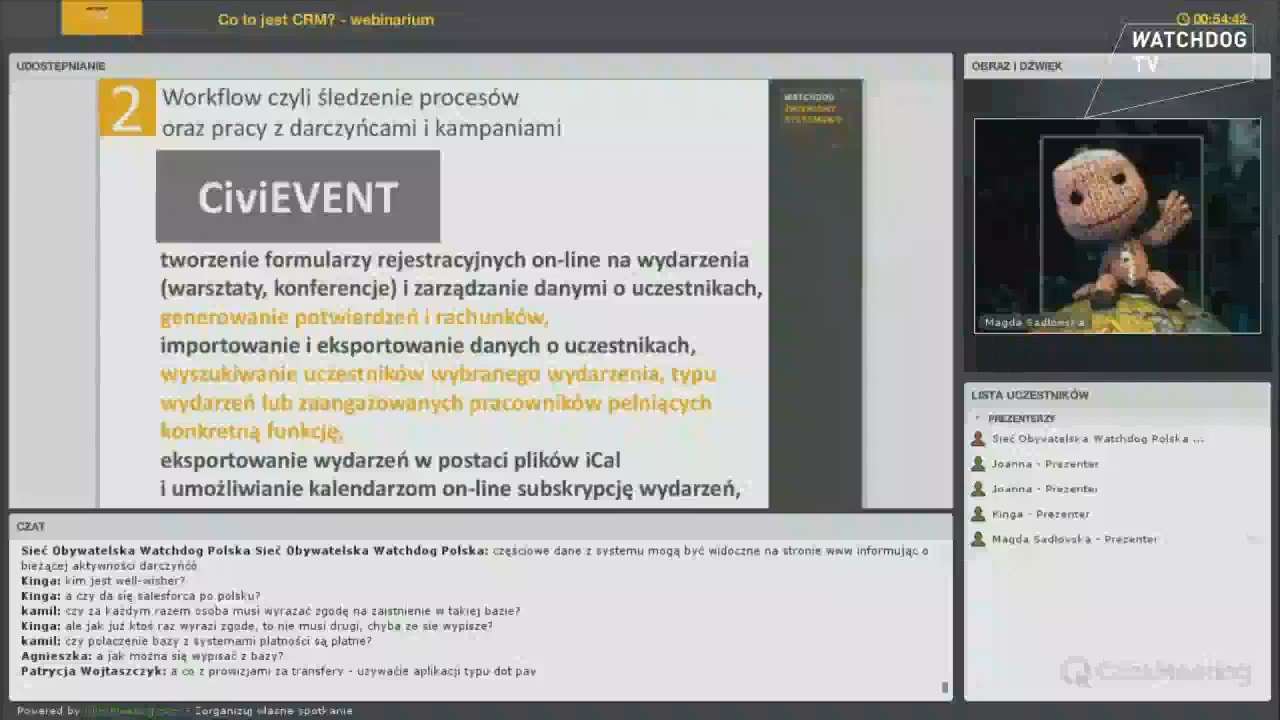 Co to jest CRM? - webinarium
00:54:42
WATCHDOG
TV
UDOSTĘPNIANIE
2
Workflow czyli śledzenie procesów
oraz pracy z darczyńcami i kampaniami
CiviEVENT
tworzenie formularzy rejestracyjnych on-line na wydarzenia
(warsztaty, konferencje) i zarządzanie danymi o uczestnikach,
generowanie potwierdzeń i rachunków,
importowanie i eksportowanie danych o uczestnikach,
wyszukiwanie uczestników wybranego wydarzenia, typu
wydarzeń lub zaangażowanych pracowników pełniących
konkretną funkcję,
eksportowanie wydarzeń w postaci plików iCal
i umożliwianie kalendarzom on-line subskrypcję wydarzeń,
WATCHDOG
OBRAZ I DŹWIĘK
Magda Sadłowska
LISTA UCZESTNIKÓW
PREZENTERZY
Sieć Obywatelska Watchdog Polska ...
Joanna - Prezenter
Joanna - Prezenter
Kinga - Prezenter
Magda Sadłowska - Prezenter
CZAT
Sieć Obywatelska Watchdog Polska Sieć Obywatelska Watchdog Polska: częściowe dane z systemu mogą być widoczne na stronie www informując o
bieżącej aktywności darczyńćó
Kinga: kim jest well-wisher?
Kinga: a czy da się salesforca po polsku?
kamil: czy za każdym razem osoba musi wyrażać zgodę na zaistnienie w takiej bazie?
Kinga: ale jak już ktoś raz wyrazi zgodę, to nie musi drugi, chyba ze sie wypisze?
kamil: czy połaczenie bazy z systemami płatności są płatne?
Agnieszka: a jak można się wypisać z bazy?
Patrycja Wojtaszczyk: a co z prowizjami za transfery - używacie aplikacji typu dot pay
ClickMeeting
Powered by - Zorganizuj własne spotkanie